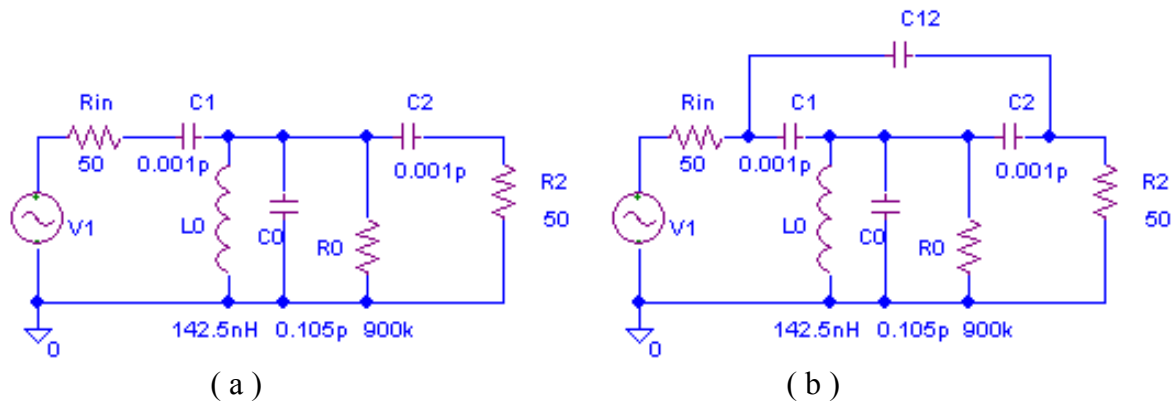 C12
Rin
C1
C2
50
0.001p
0.001p
R2
50
V1
L0
C0
R0
0
142.5nH 0.105p 900k
( a )
Rin
C1
C2
50
0.001p
0.001p
R2
50
V1
L0
C0
R0
0
142.5nH 0.105p 900k
( b )